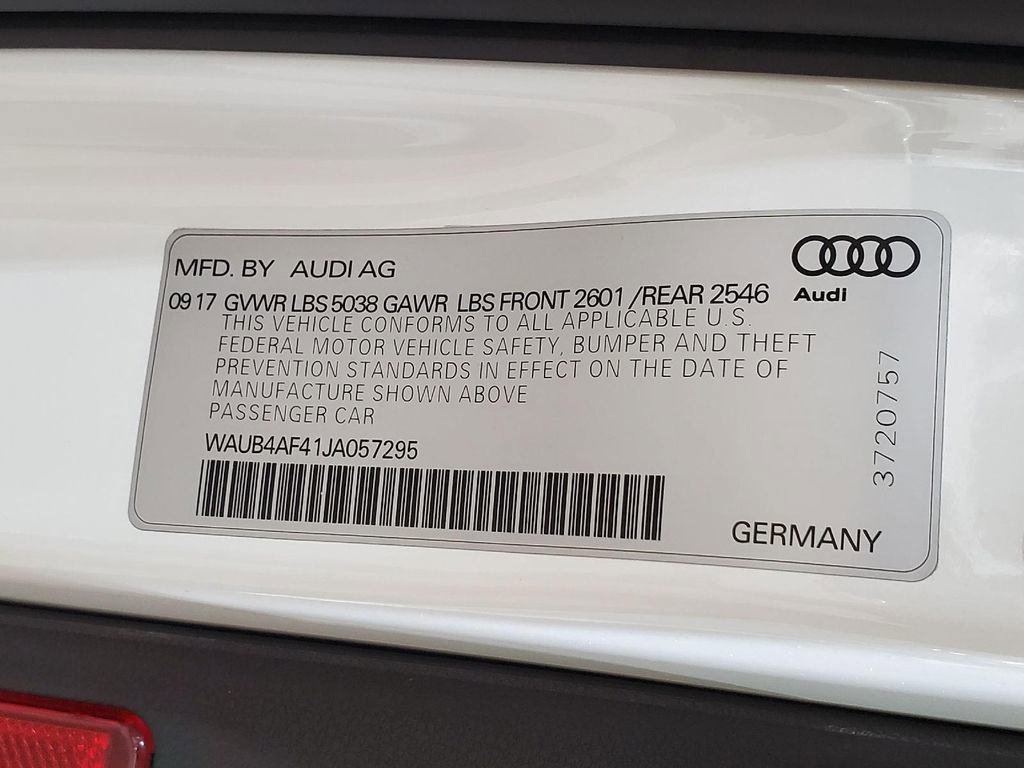 MFD. BY AUDI AG
Audi
09 17 GVWR LBS 5038 GAWR LBS FRONT 2601 /REAR 2546
THIS VEHICLE CONFORMS TO ALL APPLICABLE U.S.
FEDERAL MOTOR VEHICLE SAFETY, BUMPER AND THEFT
PREVENTION STANDARDS IN EFFECT ON THE DATE OF
MANUFACTURE SHOWN ABOVE
PASSENGER CAR
WAUB4AF41JA057295
GERMANY
3720757